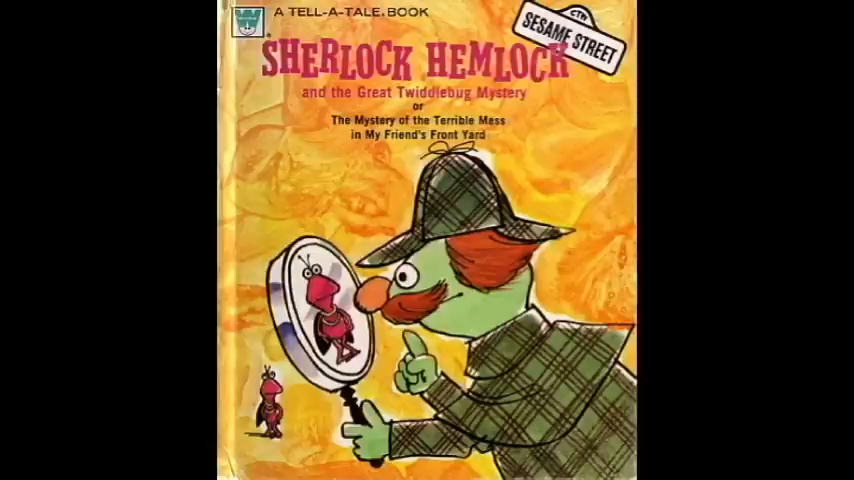 A TELL-A-TALE BOOK
CTW
SESAME STREET
SHERLOCK HEMLOCK
and the Great Twiddlebug Mystery
or
The Mystery of the Terrible Mess
in My Friend's Front Yard